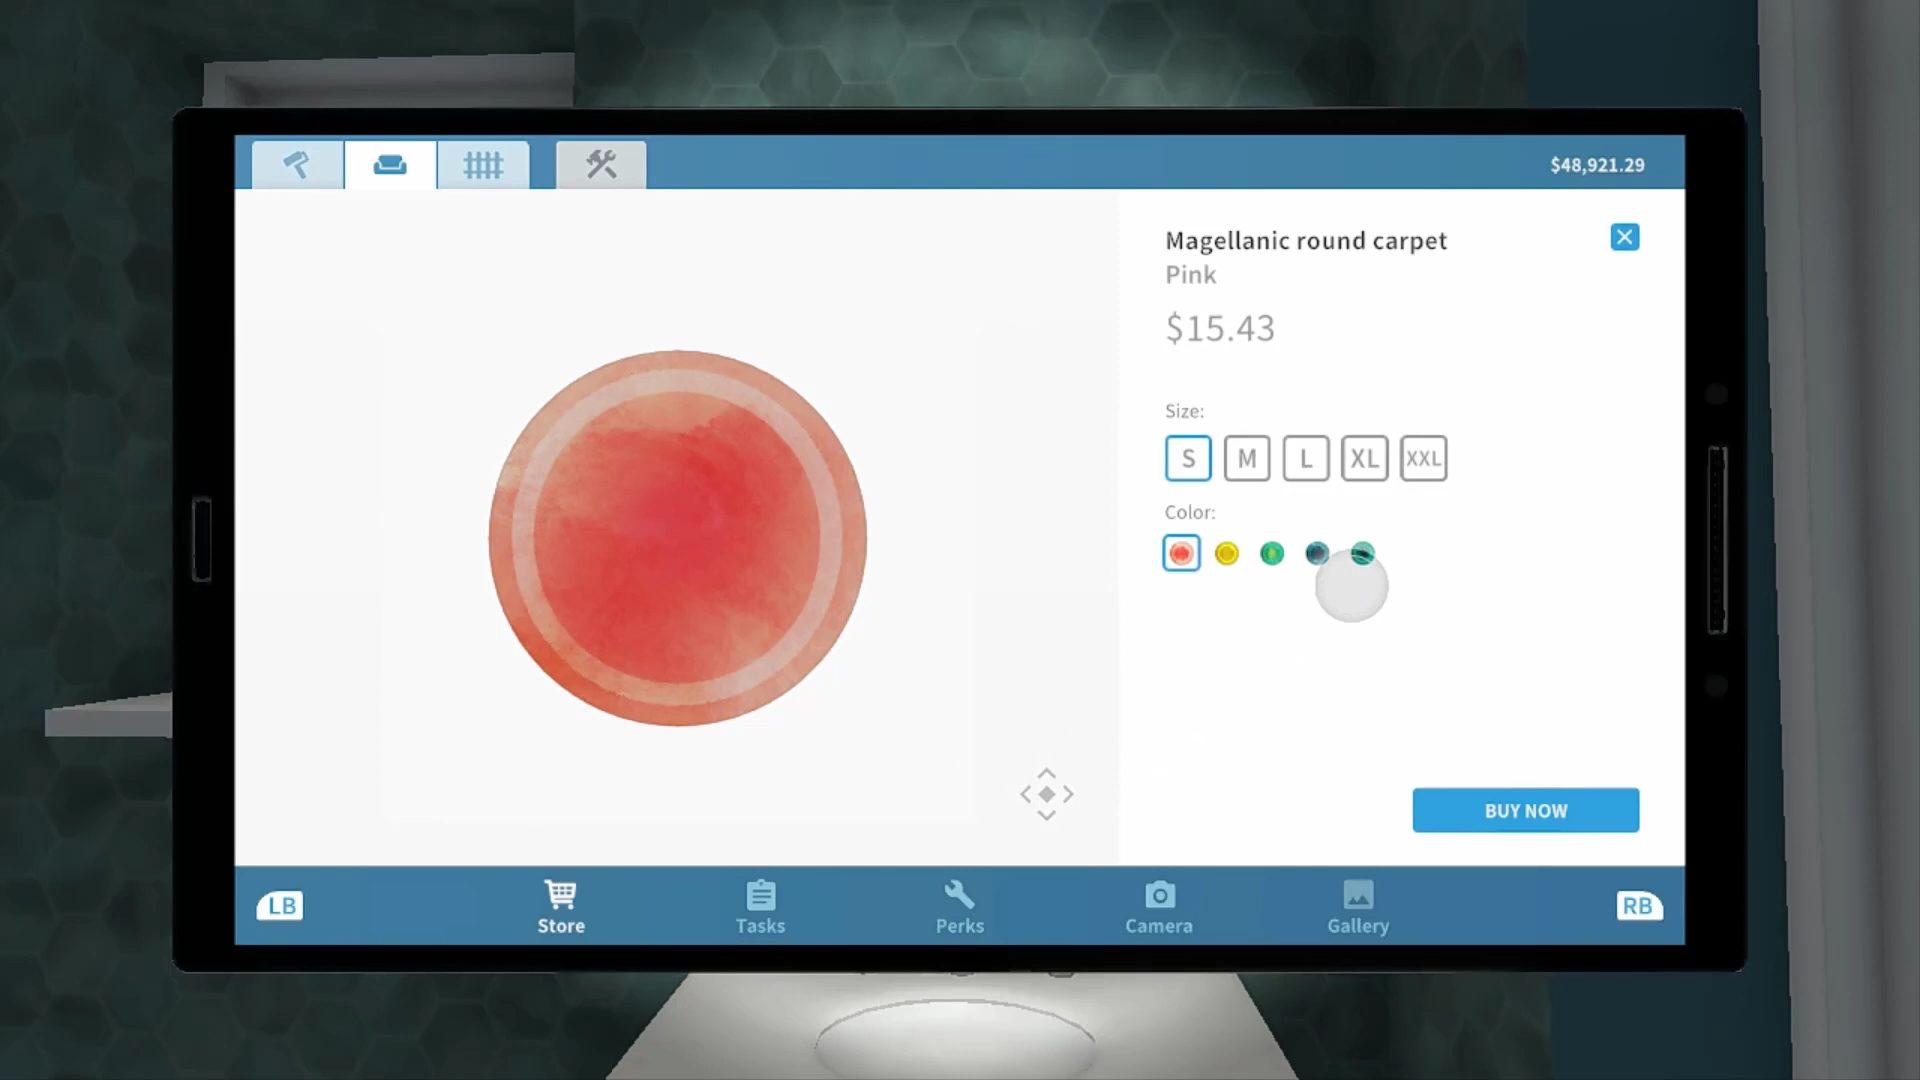 $48,921.29
Magellanic round carpet
Pink
$15.43
Size:
S M L XL XXL
Color:
BUY NOW
LB Store Tasks Perks Camera Gallery RB